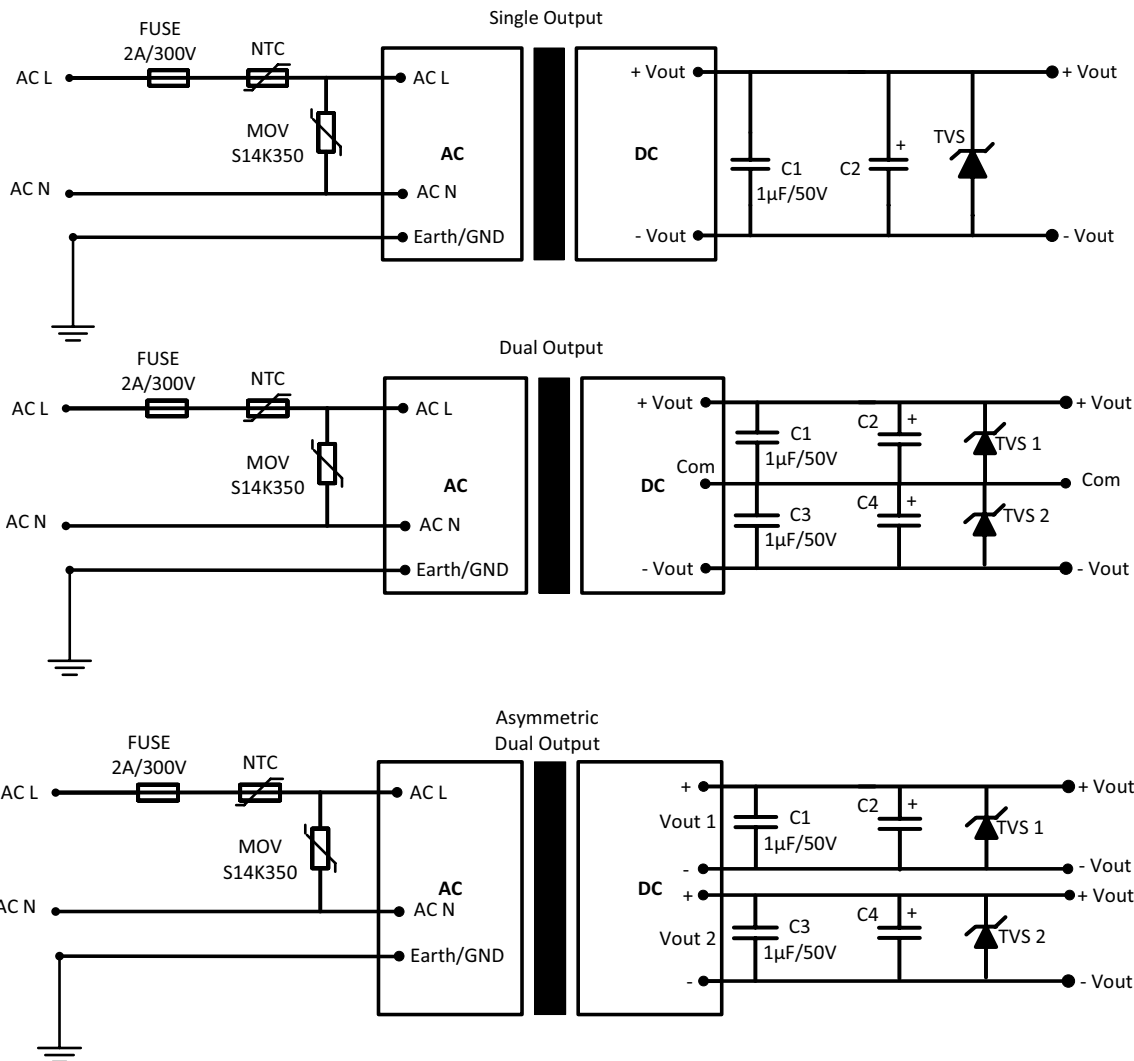 Single Output
FUSE
2A/300V
NTC
AC L
AC L
+ Vout
+ Vout
MOV
S14K350
AC
DC
C1
1µF/50V
C2
+
TVS
AC N
AC N
Earth/GND
- Vout
- Vout
Dual Output
FUSE
2A/300V
NTC
AC L
AC L
+ Vout
+ Vout
C1
1µF/50V
C2
+
TVS 1
MOV
S14K350
AC
DC
Com
Com
AC N
AC N
C3
1µF/50V
C4
+
TVS 2
Earth/GND
- Vout
- Vout
Asymmetric
Dual Output
FUSE
2A/300V
NTC
AC L
AC L
+
+ Vout
Vout 1
C1
1µF/50V
C2
+
TVS 1
MOV
S14K350
-
- Vout
AC
DC
+
+ Vout
AC N
AC N
Vout 2
C3
1µF/50V
C4
+
TVS 2
Earth/GND
-
- Vout